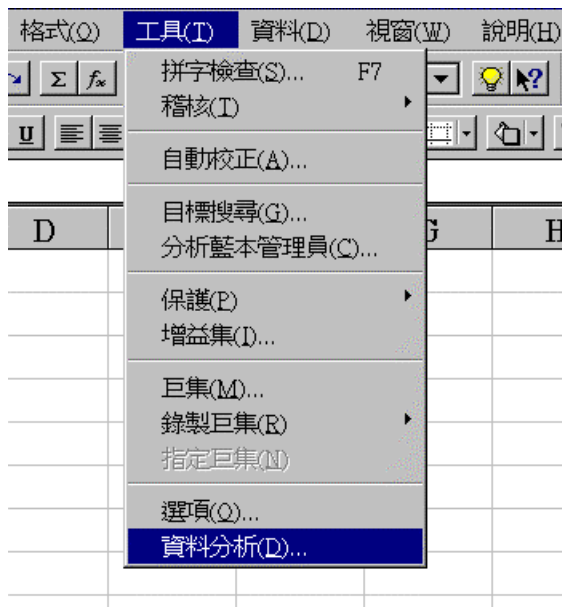 格式(O) 工具(T) 資料(D) 視窗(W) 說明(H)
Σ fx
U
拼字檢查(S)... F7
稽核(T)
自動校正(A)...
目標搜尋(G)...
分析藍本管理員(C)...
保護(P)
增益集(I)...
巨集(M)...
錄製巨集(R)
指定巨集(N)
選項(O)...
資料分析(D)...
D G H